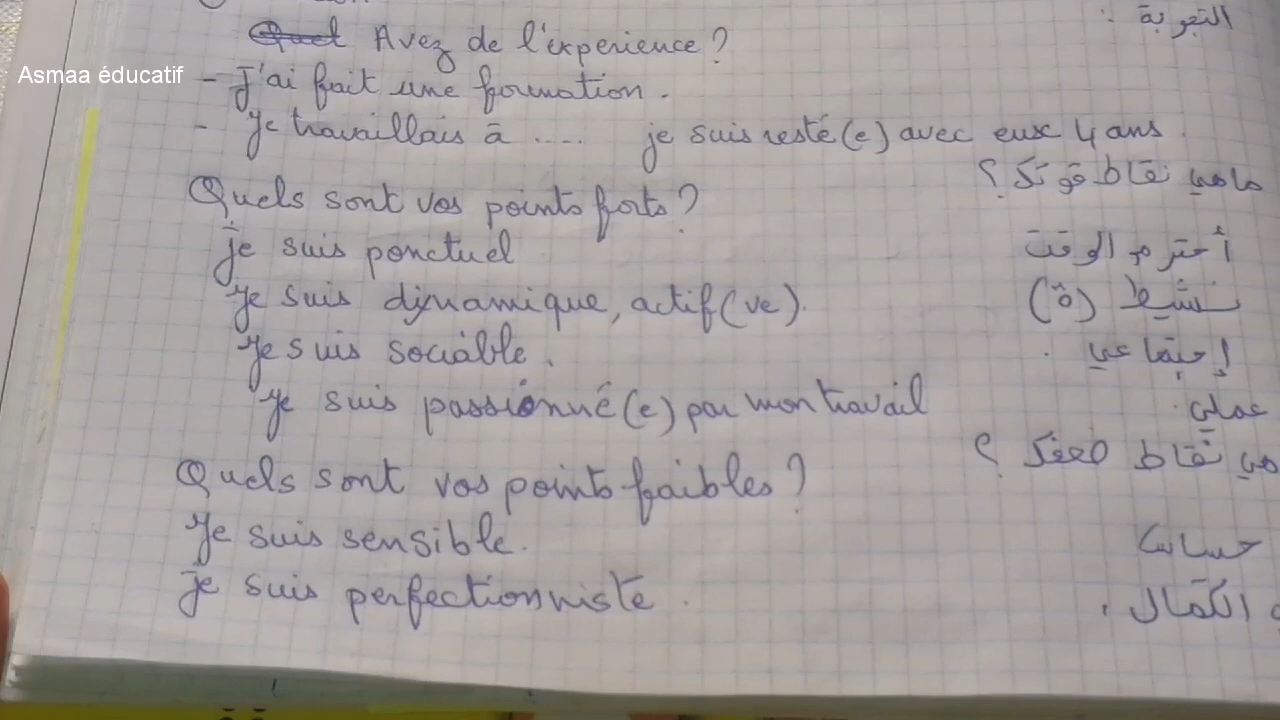 Avez de l'experience ? التجربة :
Asmaa éducatif
- J'ai fait une formation.
- Je travaillais à ..... je suis resté(e) avec eux 4 ans.
Quels sont vos points forts ? ماهي نقاط قوتك ؟
je suis ponctuel أحترم الوقت
Je suis dynamique, actif(ve). نشيط (ة)
Je suis sociable. إجتماعي .
Je suis passionné(e) par mon travail عملي.
Quels sont vos points faibles ? هي نقاط ضعفك ؟
Je suis sensible. حساس
je suis perfectionniste. الكمال .